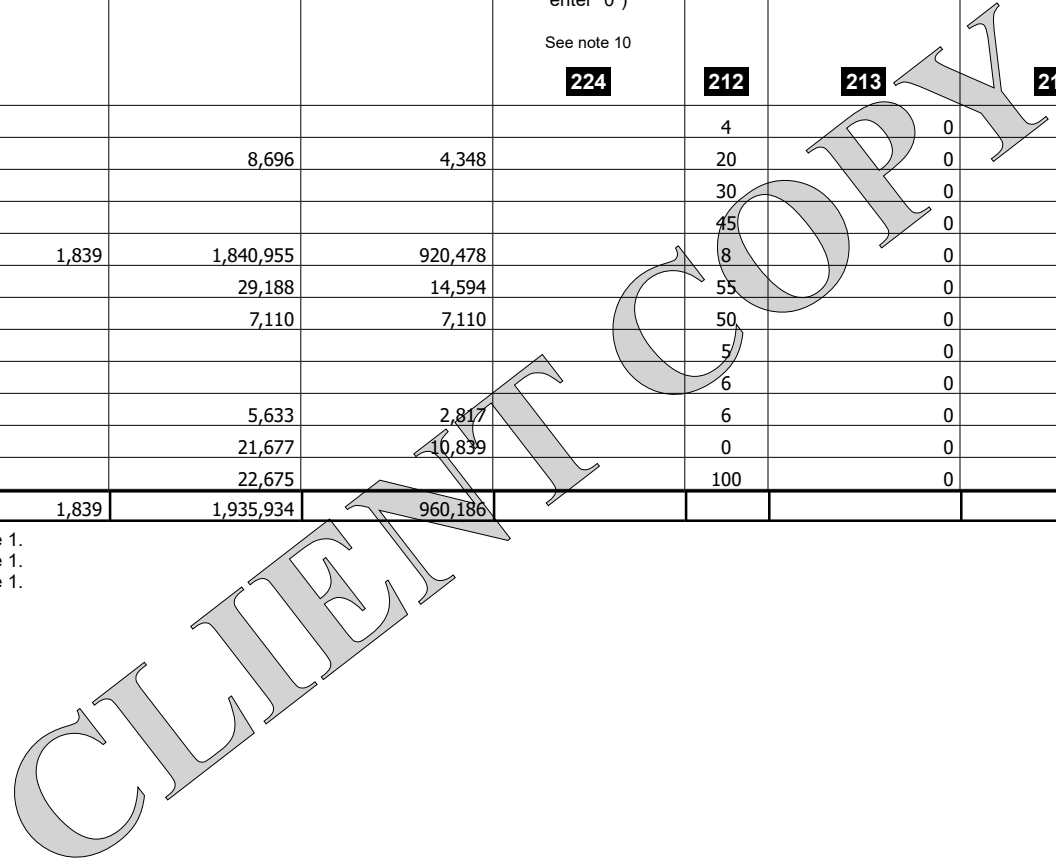 enter "0")
See note 10
224 212 213 21
4 0
8,696 4,348 20 0
30 0
45 0
1,839 1,840,955 920,478 8 0
29,188 14,594 55 0
7,110 7,110 50 0
5 0
6 0
5,633 2,817 6 0
21,677 10,839 0 0
22,675 100 0
1,839 1,935,934 960,186
e 1.
e 1.
e 1.
CLIENT COPY